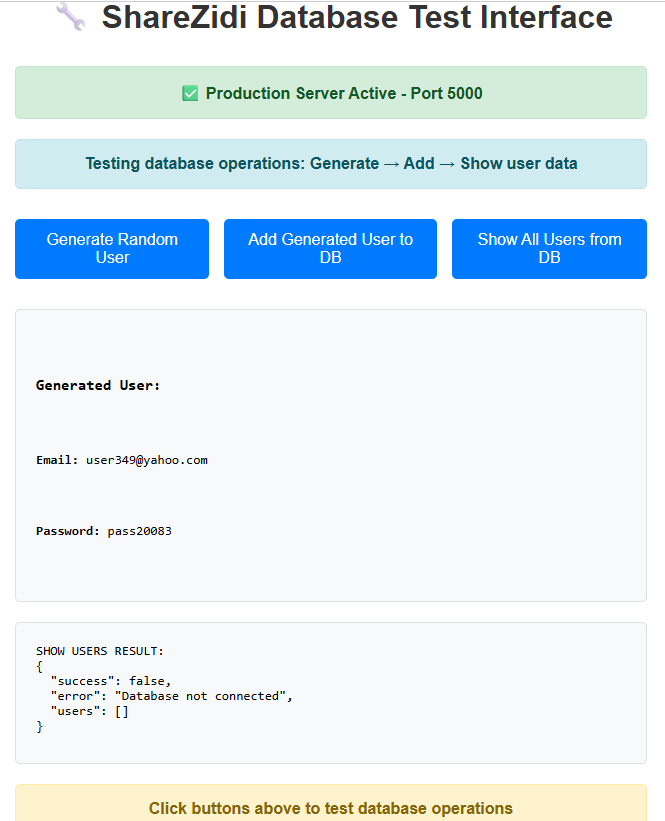 🔧 ShareZidi Database Test Interface
✅ Production Server Active - Port 5000
Testing database operations: Generate → Add → Show user data
Generate Random
User
Add Generated User to
DB
Show All Users from
DB
Generated User:
Email: user349@yahoo.com
Password: pass20083
SHOW USERS RESULT:
{
  "success": false,
  "error": "Database not connected",
  "users": []
}
Click buttons above to test database operations